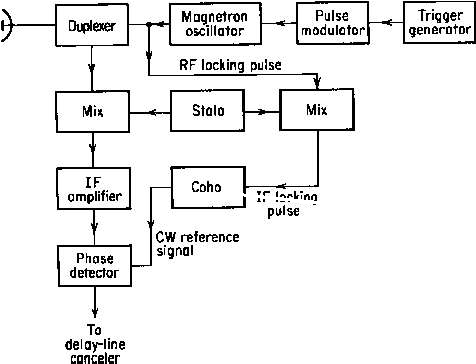 Duplexer
Magnetron
oscillator
Pulse
modulator
Trigger
generator
RF locking pulse
Mix
Stalo
Mix
IF
amplifier
Coho
IF locking
pulse
CW reference
signal
Phase
detector
To
delay-line
canceler